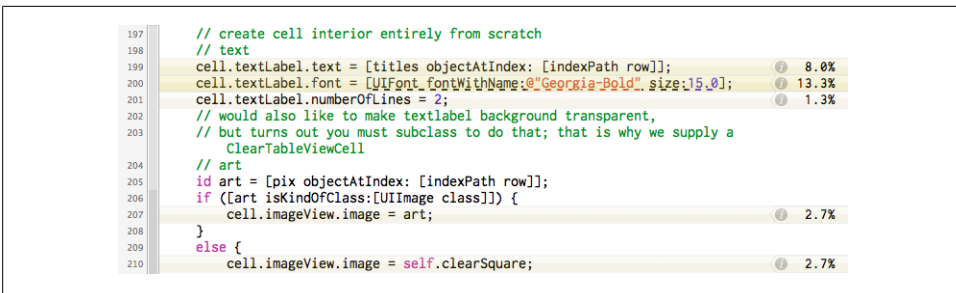 197 // create cell interior entirely from scratch
198 // text
199 cell.textLabel.text = [titles objectAtIndex: [indexPath row]]; i 8.0%
200 cell.textLabel.font = [UIFont fontWithName:@"Georgia-Bold" size:15.0]; i 13.3%
201 cell.textLabel.numberOfLines = 2; i 1.3%
202 // would also like to make textlabel background transparent,
203 // but turns out you must subclass to do that; that is why we supply a
ClearTableViewCell
204 // art
205 id art = [pix objectAtIndex: [indexPath row]];
206 if ([art isKindOfClass:[UIImage class]]) {
207 cell.imageView.image = art; i 2.7%
208 }
209 else {
210 cell.imageView.image = self.clearSquare; i 2.7%